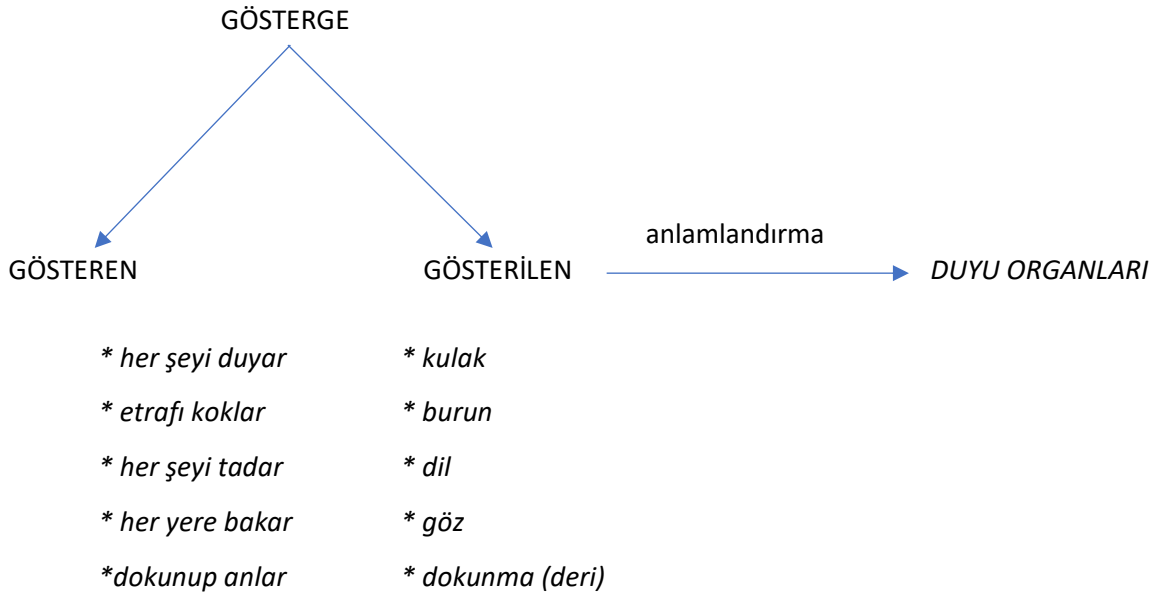 GÖSTERGE
anlamlandırma
GÖSTEREN GÖSTERİLEN DUYU ORGANLARI
* her şeyi duyar * kulak
* etrafı koklar * burun
* her şeyi tadar * dil
* her yere bakar * göz
*dokunup anlar * dokunma (deri)